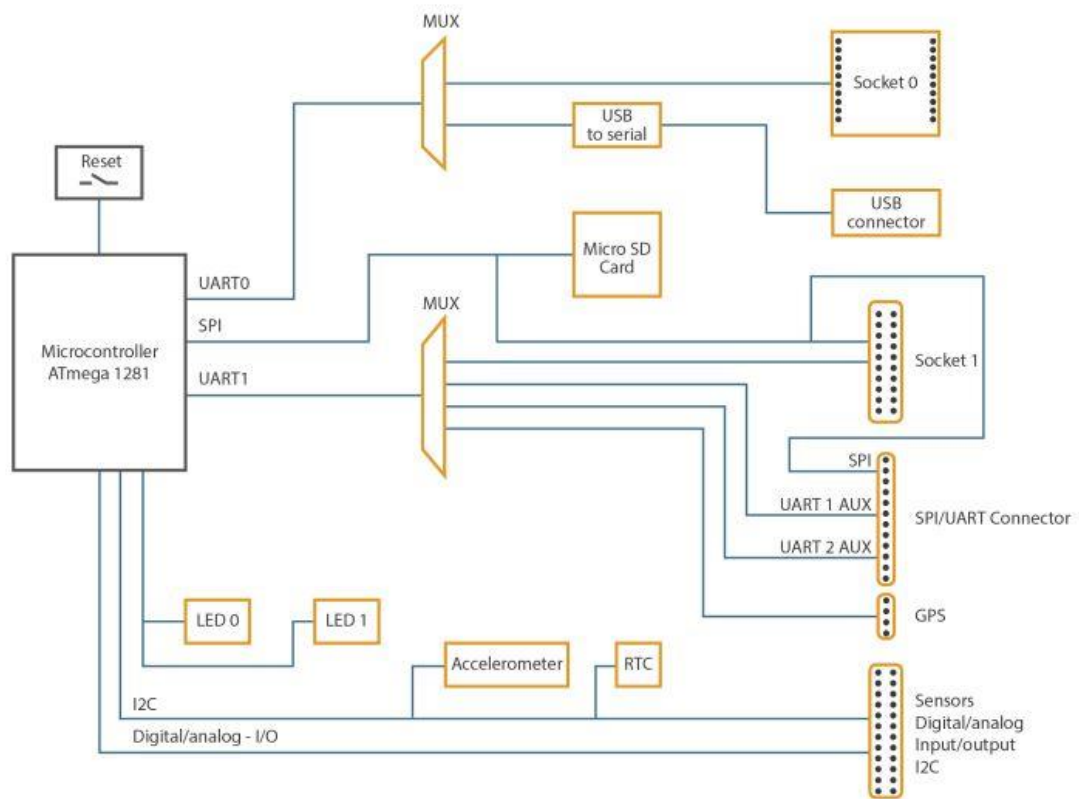 MUX
Socket 0
USB
to serial
Reset
USB
connector
Micro SD
Card
UART0
MUX
SPI
Microcontroller
ATmega 1281
Socket 1
UART1
SPI
UART 1 AUX
SPI/UART Connector
UART 2 AUX
LED 0
LED 1
GPS
Accelerometer
RTC
I2C
Digital/analog - I/O
Sensors
Digital/analog
Input/output
I2C